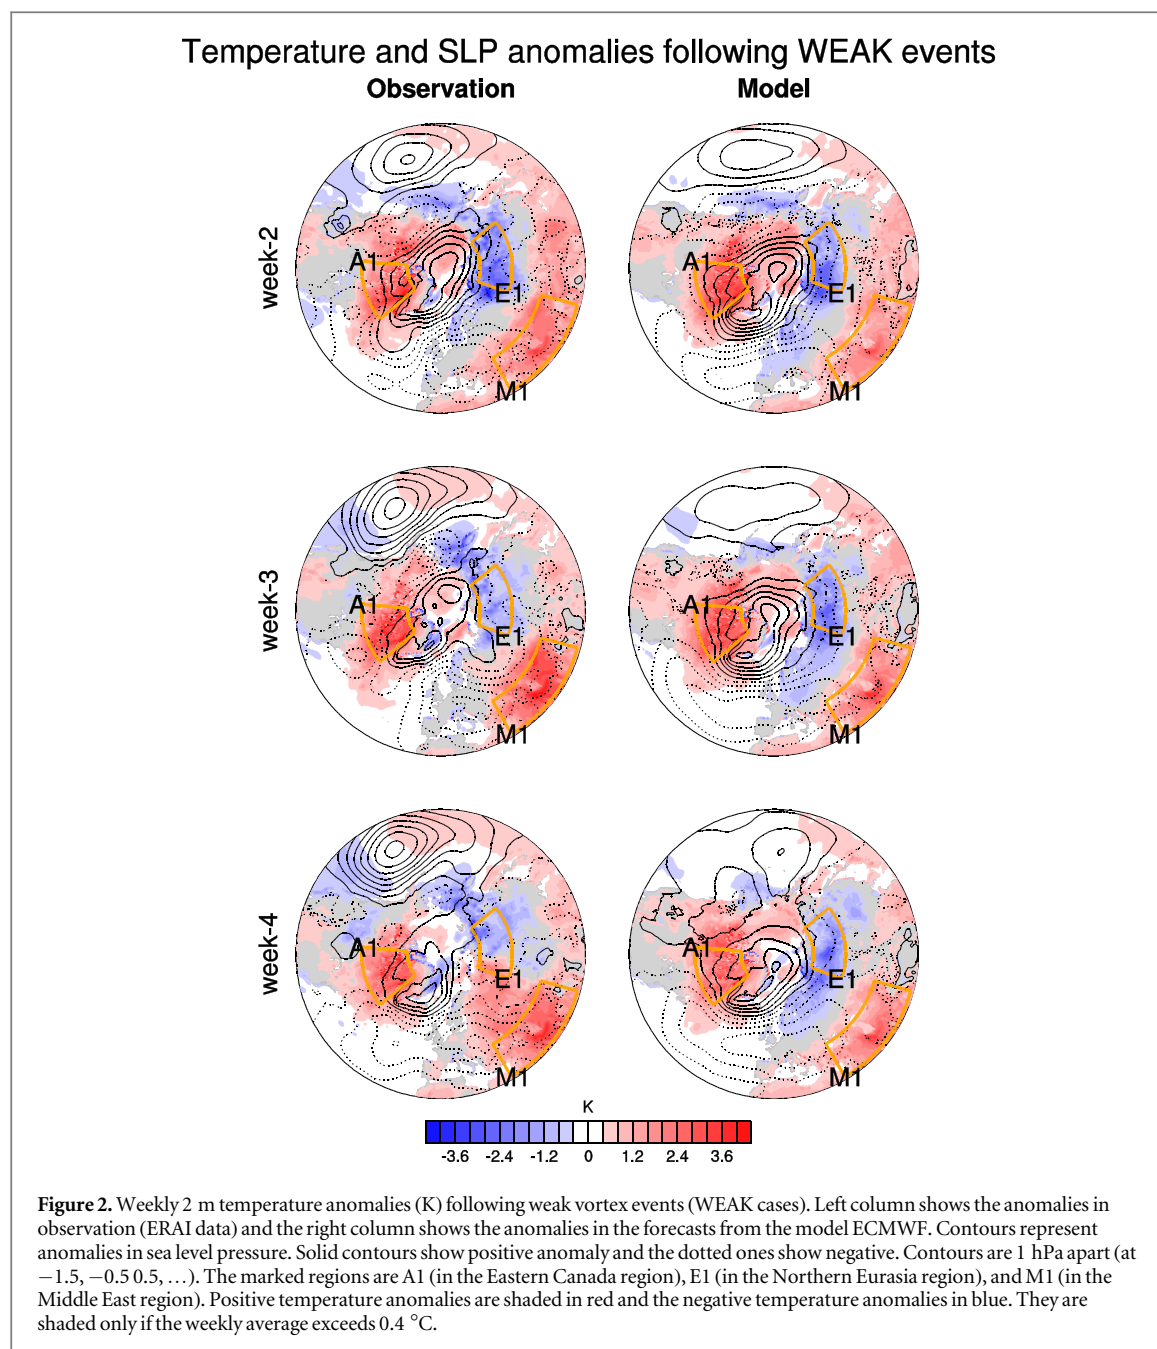 Temperature and SLP anomalies following WEAK events
Observation Model
week-2
A1 E1 M1 A1 E1 M1
week-3
A1 E1 M1 A1 E1 M1
week-4
A1 E1 M1 A1 E1 M1
K
-3.6 -2.4 -1.2 0 1.2 2.4 3.6
Figure 2. Weekly 2 m temperature anomalies (K) following weak vortex events (WEAK cases). Left column shows the anomalies in
observation (ERAI data) and the right column shows the anomalies in the forecasts from the model ECMWF. Contours represent
anomalies in sea level pressure. Solid contours show positive anomaly and the dotted ones show negative. Contours are 1 hPa apart (at
−1.5, −0.5 0.5, …). The marked regions are A1 (in the Eastern Canada region), E1 (in the Northern Eurasia region), and M1 (in the
Middle East region). Positive temperature anomalies are shaded in red and the negative temperature anomalies in blue. They are
shaded only if the weekly average exceeds 0.4 °C.